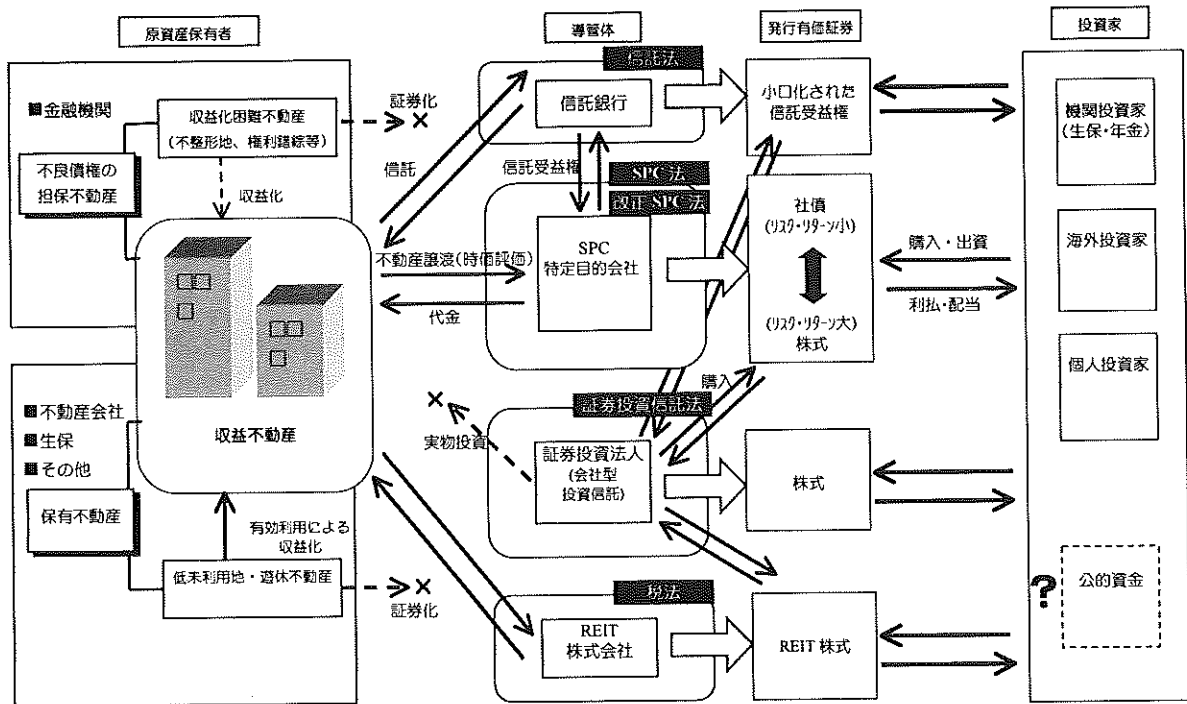 原資産保有者
導管体
発行有価証券
投資家
■金融機関
収益化困難不動産
(不整形地、権利錯綜等)
証券化
不良債権の
担保不動産
収益化
信託
信託法
信託銀行
小口化された
信託受益権
機関投資家
(生保・年金)
信託受益権
SPC 法
改正 SPC 法
SPC
特定目的会社
不動産譲渡(時価評価)
代金
社債
(リスク・リターン小)
(リスク・リターン大)
株式
購入・出資
利払・配当
海外投資家
個人投資家
収益不動産
■不動産会社
■生保
■その他
保有不動産
有効利用による
収益化
低未利用地・遊休不動産
証券化
実物投資
購入
証券投資信託法
証券投資法人
(会社型
投資信託)
株式
?
公的資金
税法
REIT
株式会社
REIT 株式